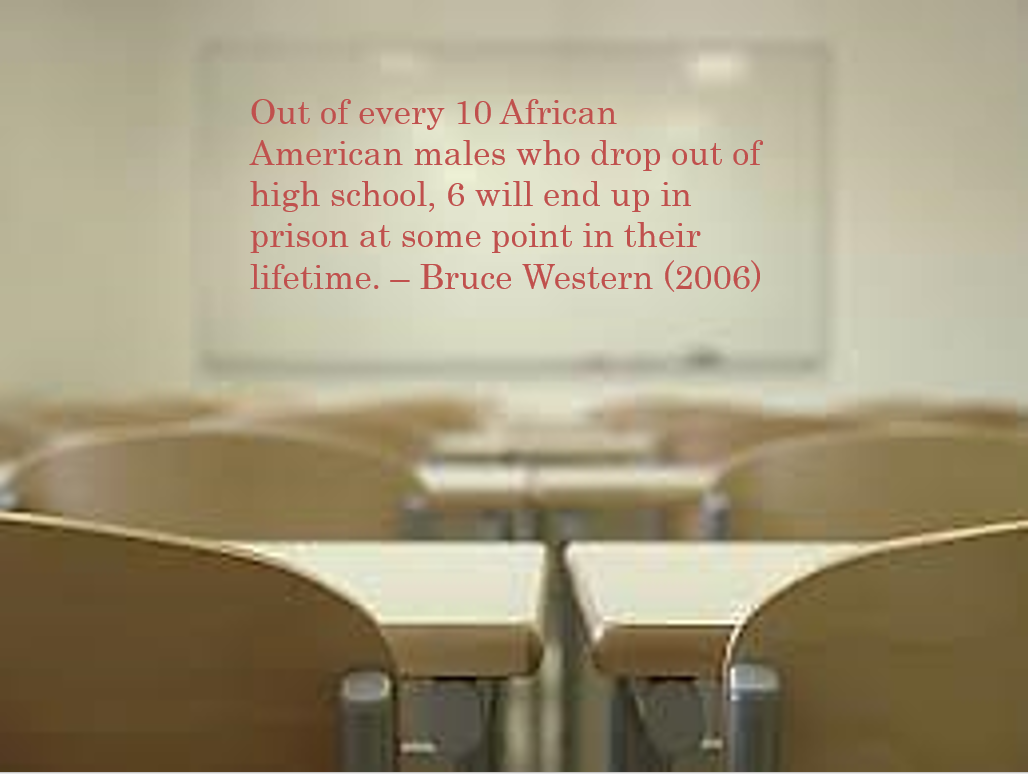 Out of every 10 African
American males who drop out of
high school, 6 will end up in
prison at some point in their
lifetime. – Bruce Western (2006)